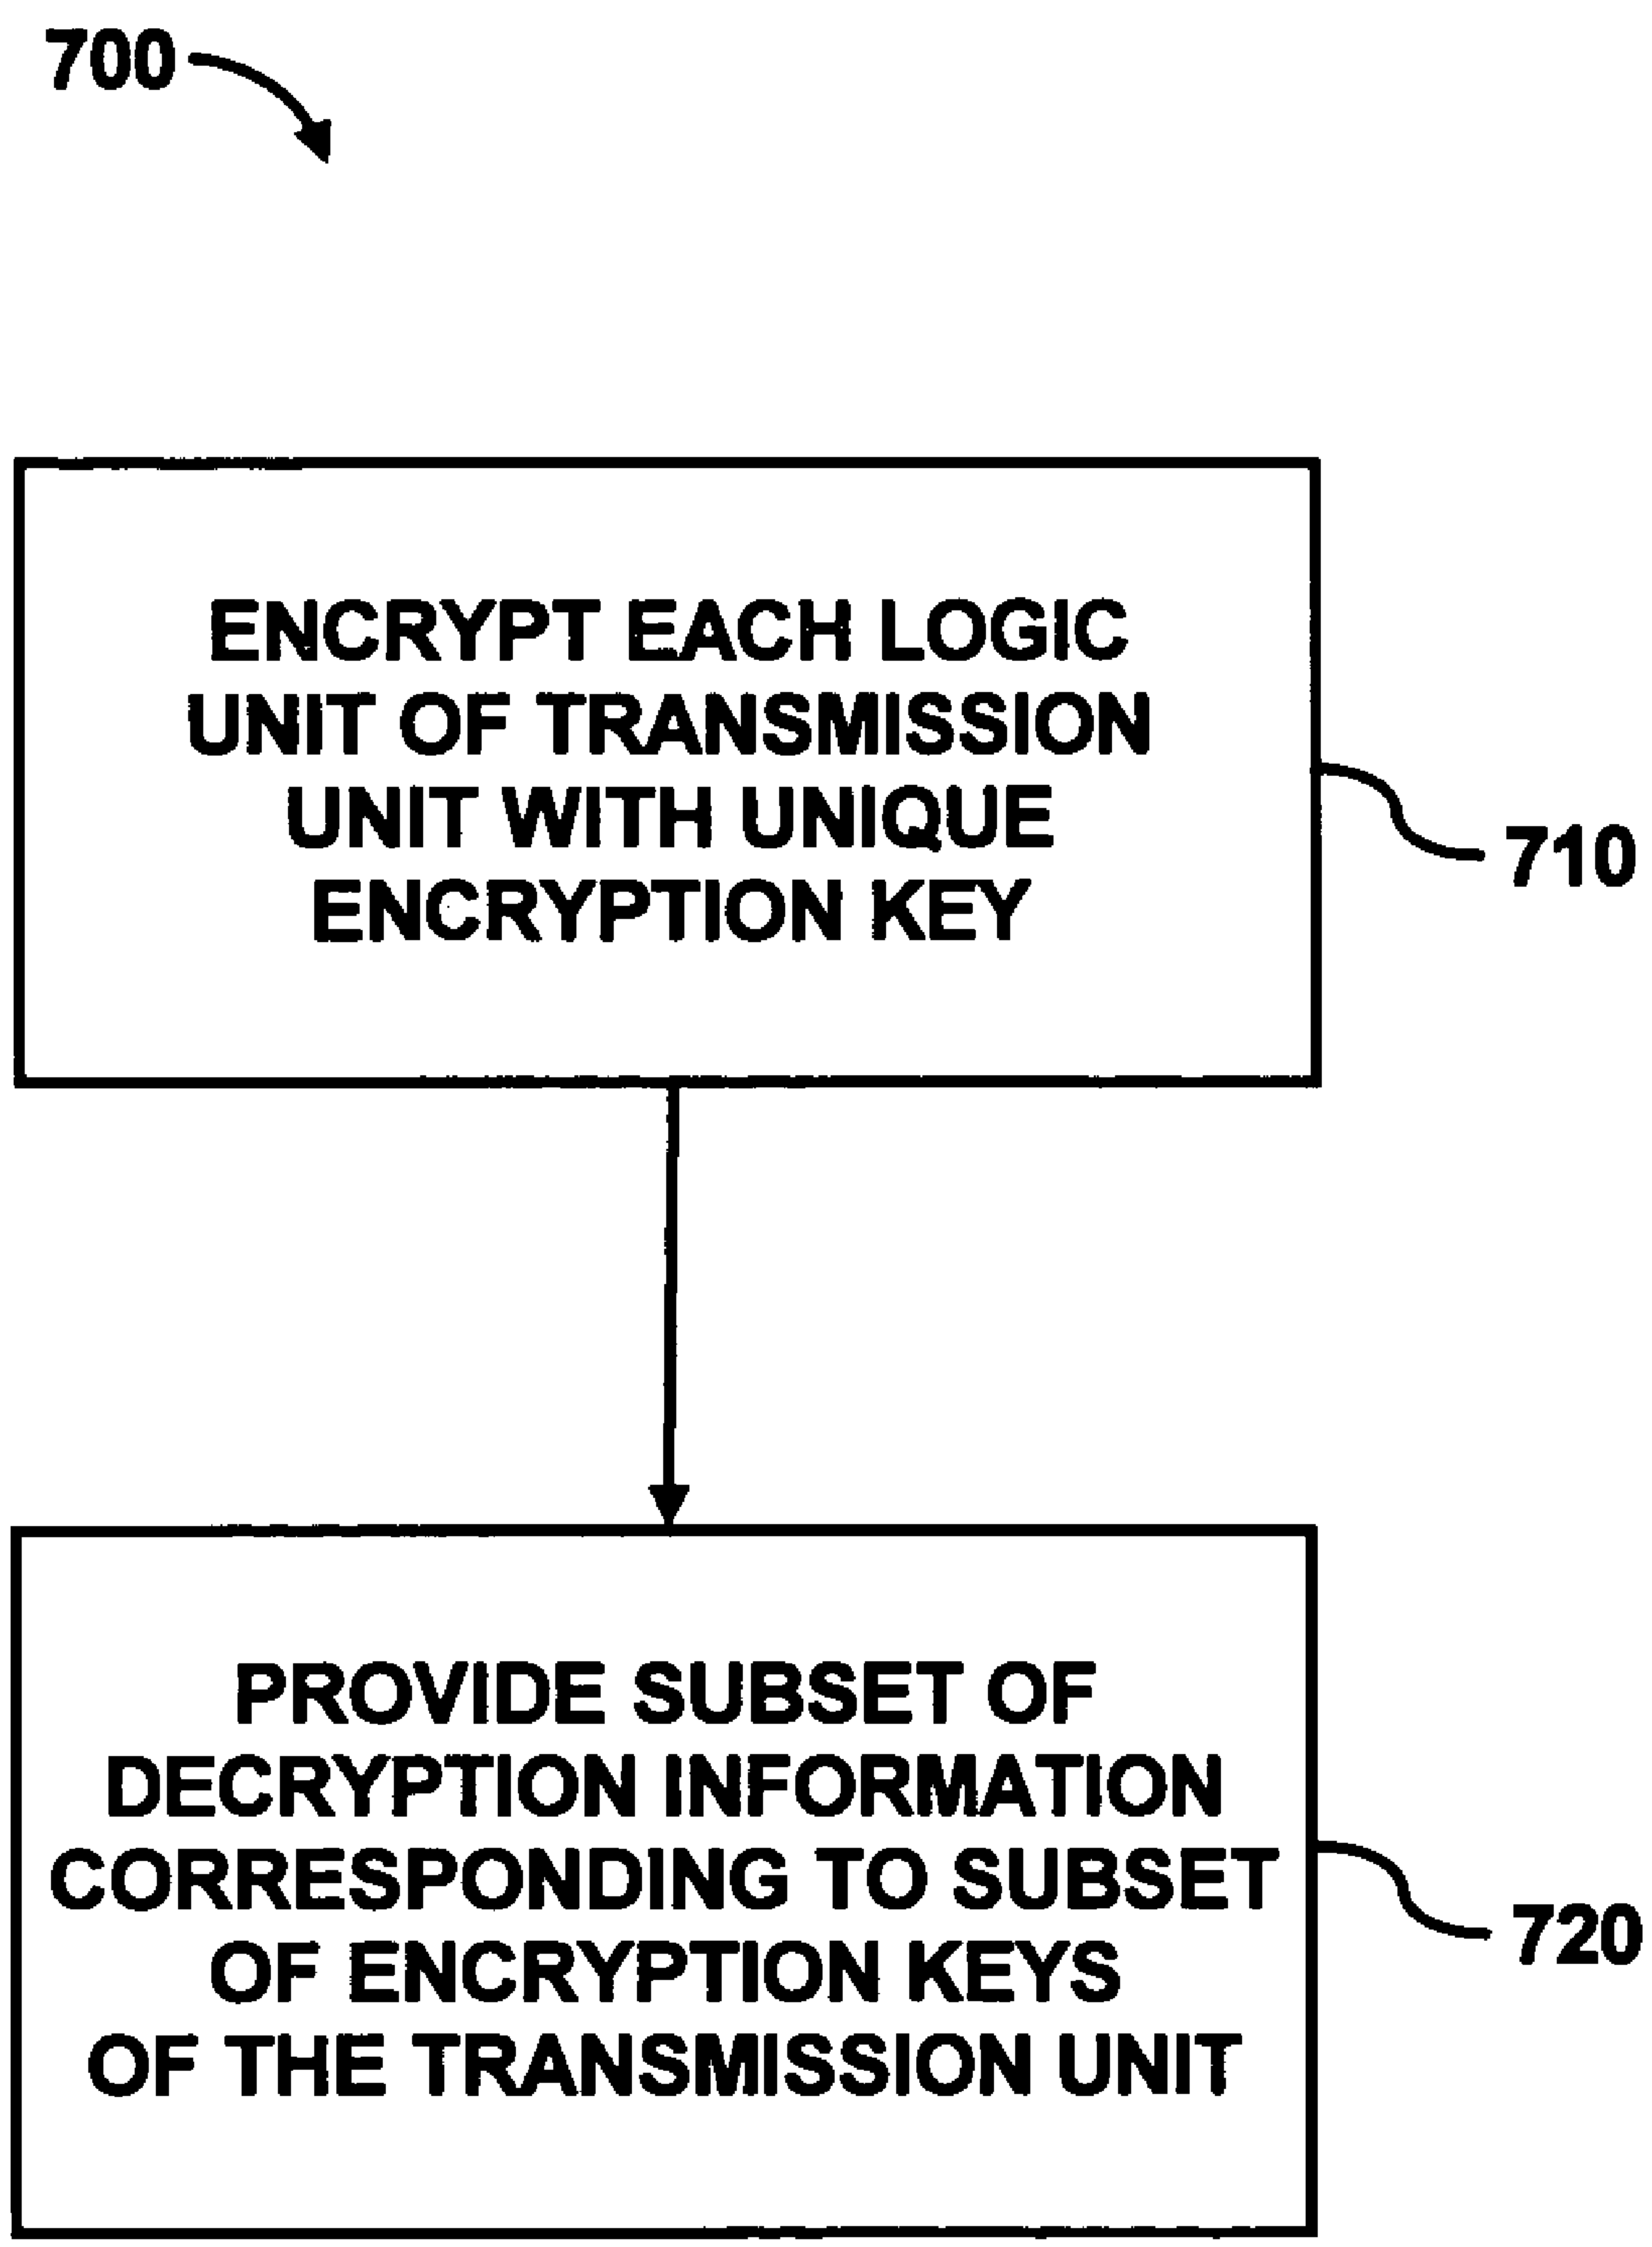 700
ENCRYPT EACH LOGIC
UNIT OF TRANSMISSION
UNIT WITH UNIQUE
ENCRYPTION KEY
710
PROVIDE SUBSET OF
DECRYPTION INFORMATION
CORRESPONDING TO SUBSET
OF ENCRYPTION KEYS
OF THE TRANSMISSION UNIT
720